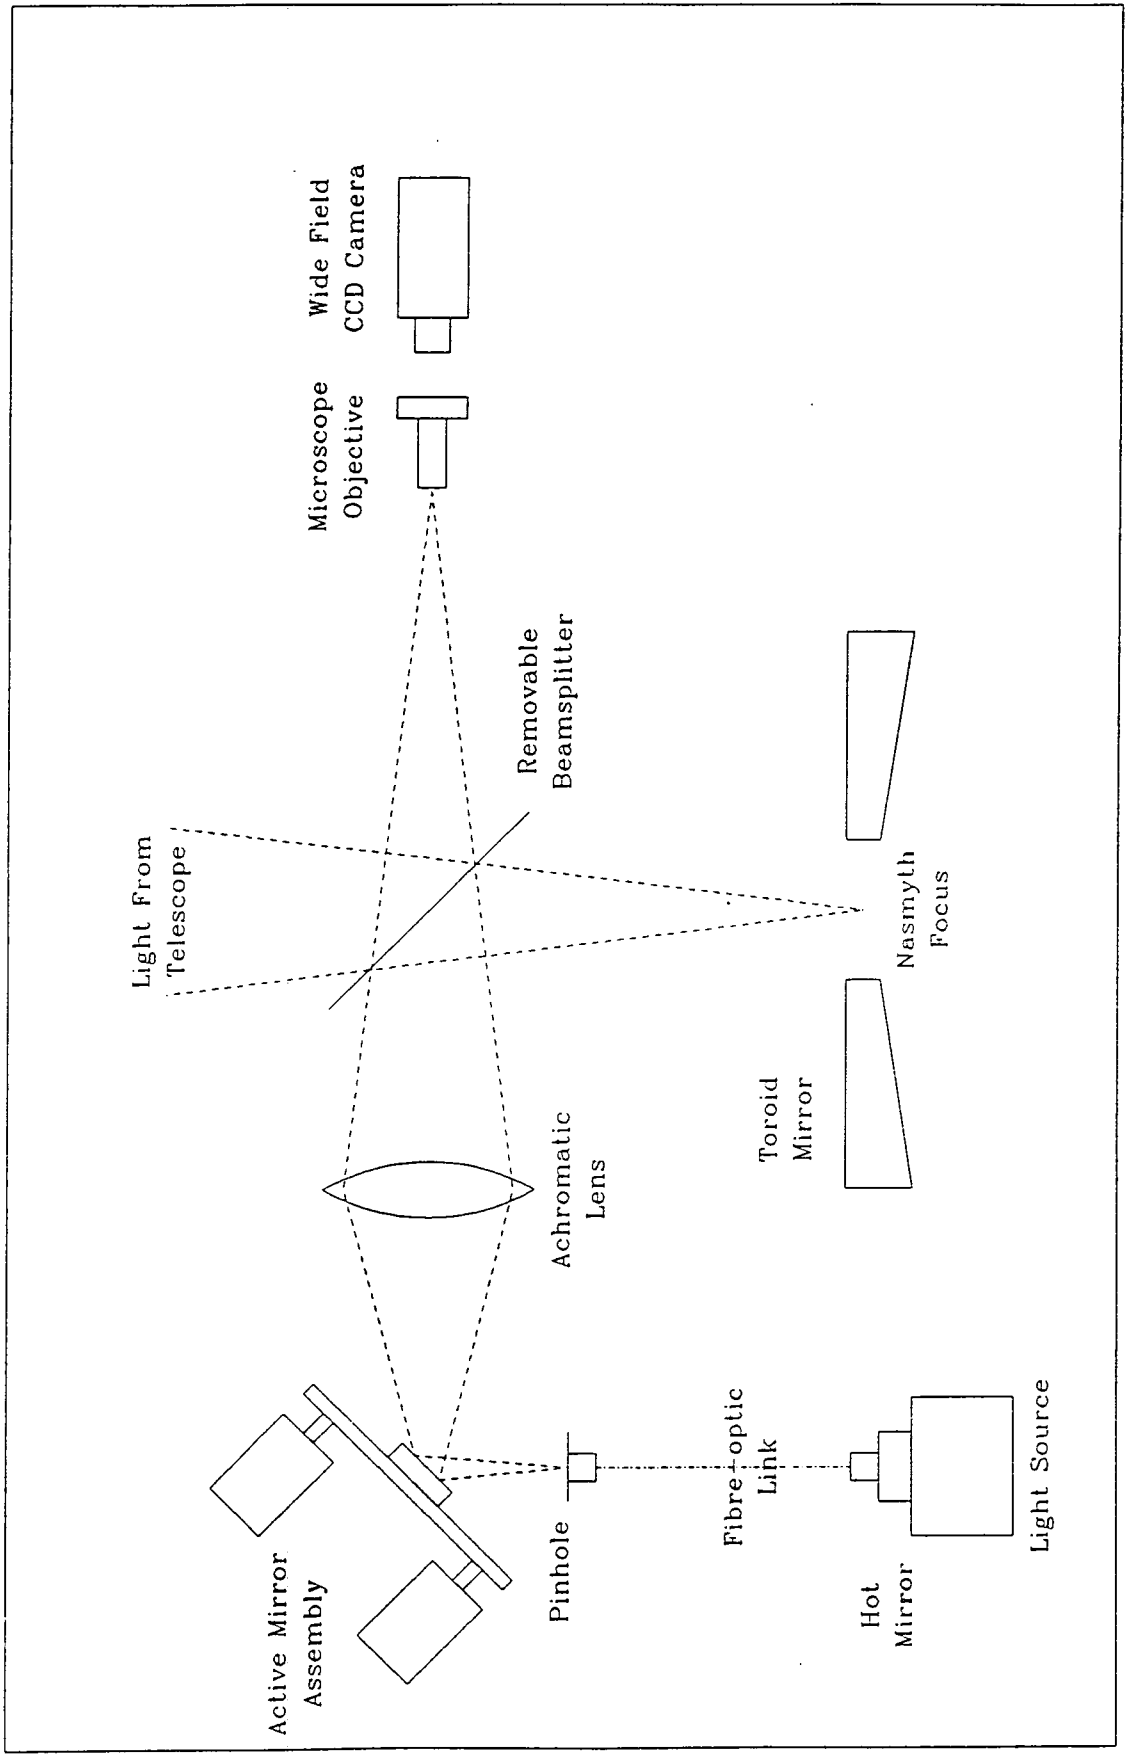 Light From
Telescope
Wide Field
CCD Camera
Microscope
Objective
Active Mirror
Assembly
Removable
Beamsplitter
Achromatic
Lens
Pinhole
Fibre-optic
Link
Toroid
Mirror
Nasmyth
Focus
Hot
Mirror
Light Source